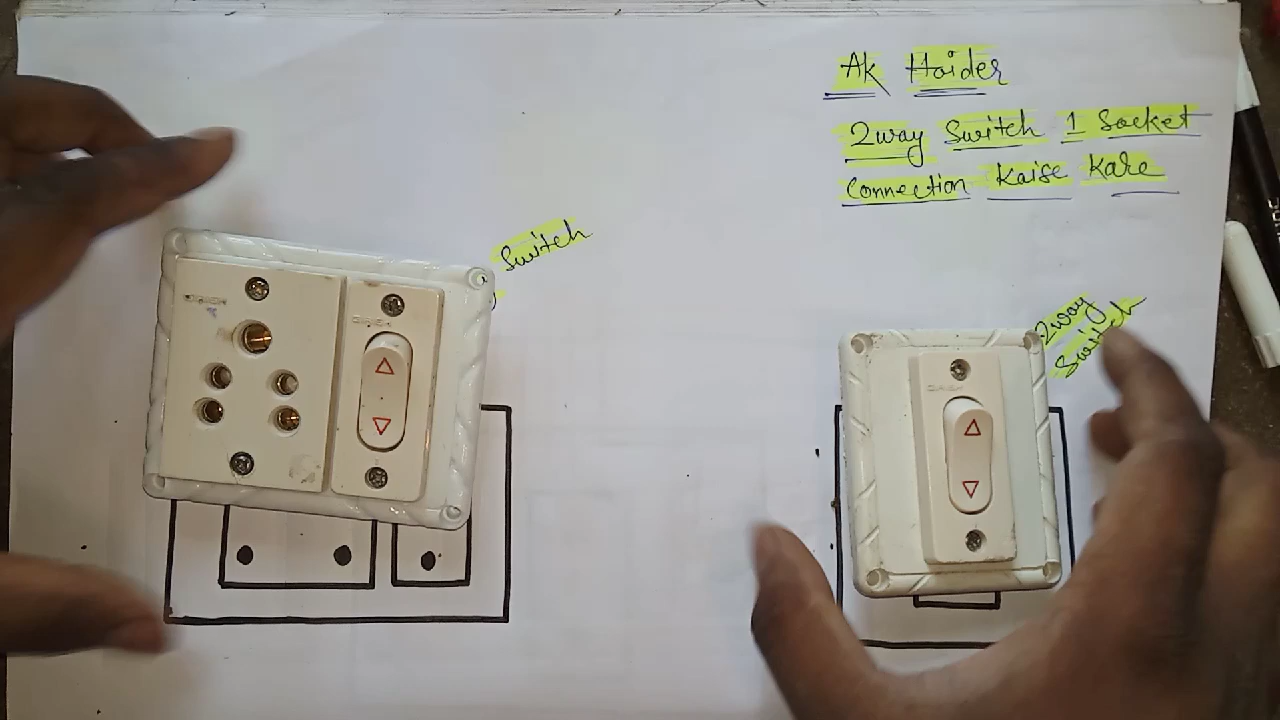 Ak Haider
2way Switch 1 Socket
Connection Kaise Kare
Switch
2way
Switch